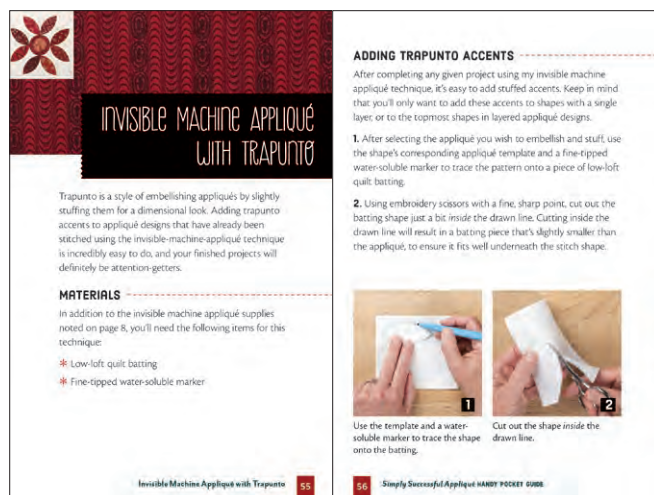 INVISIBLE MACHINE APPLIQUÉ
WITH TRAPUNTO
Trapunto is a style of embellishing appliqués by slightly
stuffing them for a dimensional look. Adding trapunto
accents to appliqué designs that have already been
stitched using the invisible-machine-appliqué technique
is incredibly easy to do, and your finished projects will
definitely be attention-getters.
MATERIALS
In addition to the invisible machine appliqué supplies
noted on page 8, you'll need the following items for this
technique:
* Low-loft quilt batting
* Fine-tipped water-soluble marker
Invisible Machine Appliqué with Trapunto 55
ADDING TRAPUNTO ACCENTS
After completing any given project using my invisible machine
appliqué technique, it's easy to add stuffed accents. Keep in mind
that you'll only want to add these accents to shapes with a single
layer, or to the topmost shapes in layered appliqué designs.
1. After selecting the appliqué you wish to embellish and stuff, use
the shape's corresponding appliqué template and a fine-tipped
water-soluble marker to trace the pattern onto a piece of low-loft
quilt batting.
2. Using embroidery scissors with a fine, sharp point, cut out the
batting shape just a bit inside the drawn line. Cutting inside the
drawn line will result in a batting piece that's slightly smaller than
the appliqué, to ensure it fits well underneath the stitch shape.
1
2
Use the template and a water-
soluble marker to trace the shape
onto the batting.
Cut out the shape inside the
drawn line.
56 Simply Successful Appliqué HANDY POCKET GUIDE